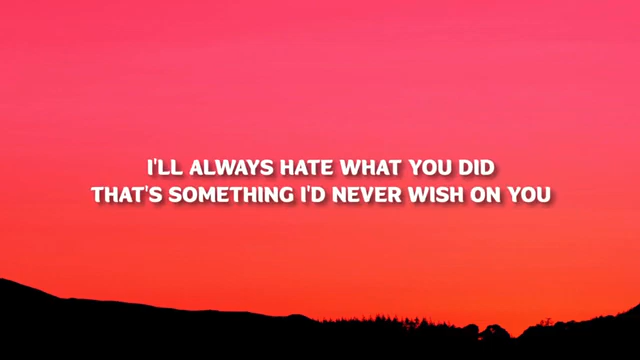 I'LL ALWAYS HATE WHAT YOU DID
THAT'S SOMETHING I'D NEVER WISH ON YOU